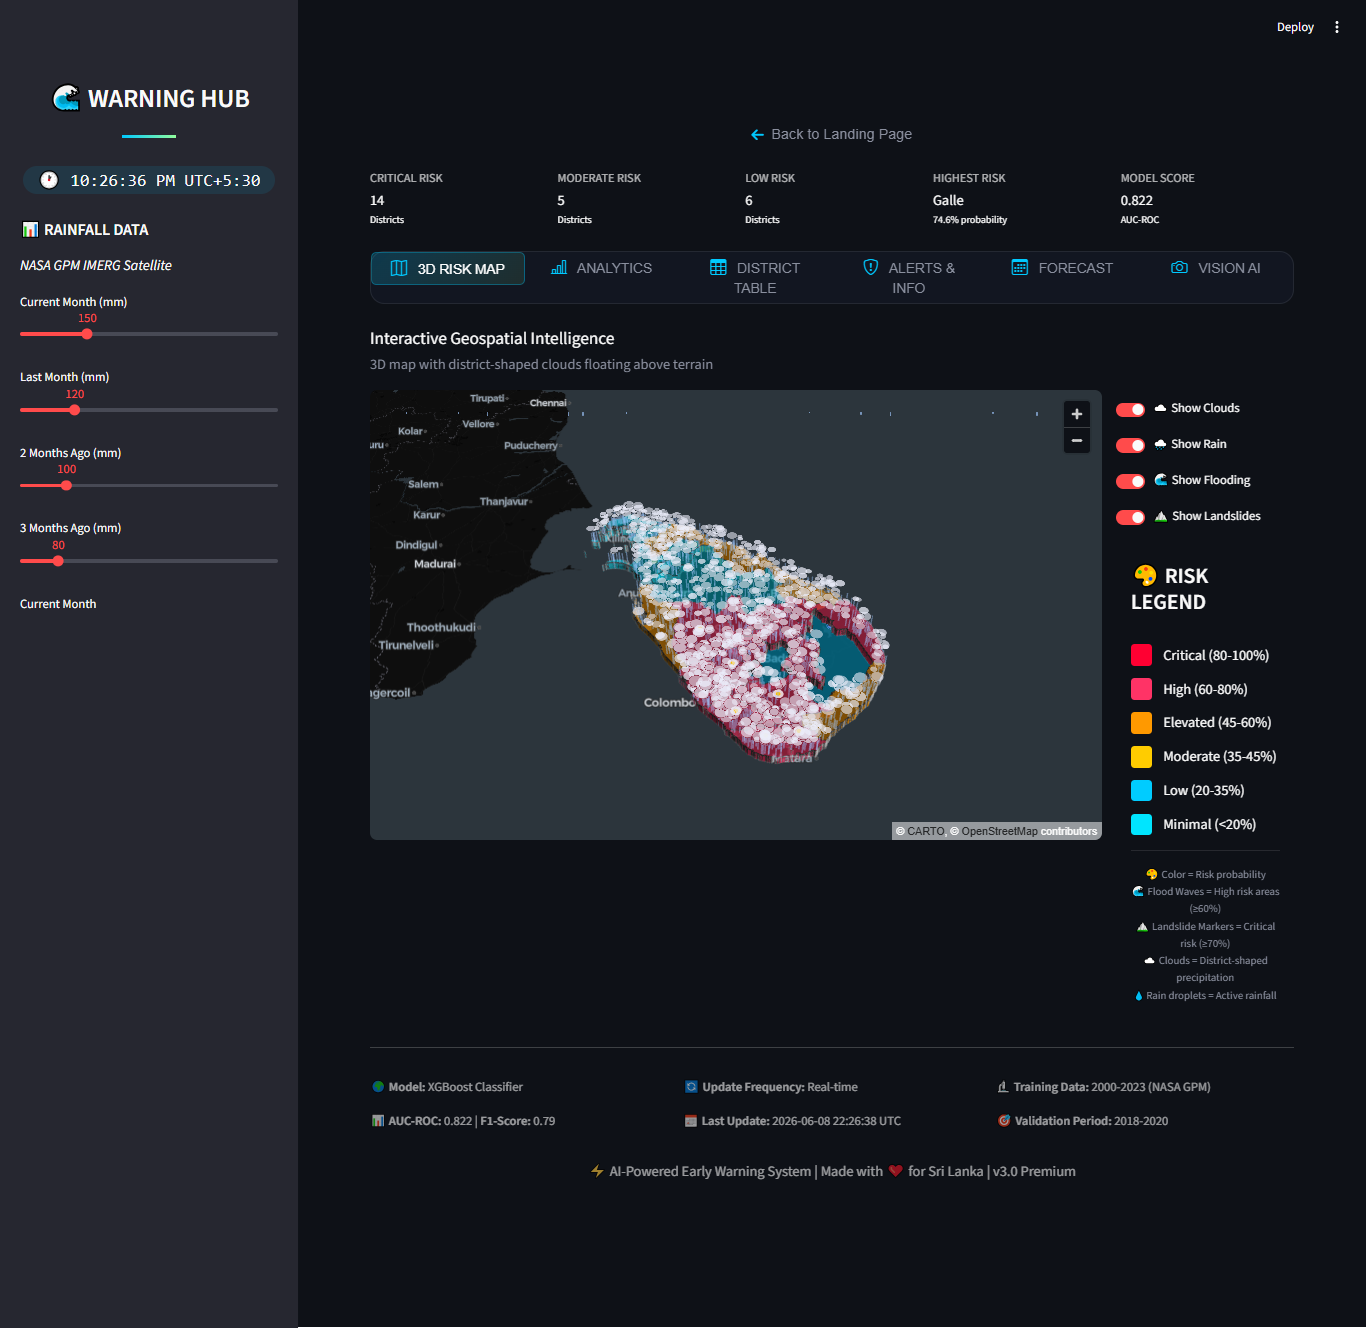 Deploy
WARNING HUB
10:26:36 PM UTC+5:30
RAINFALL DATA
NASA GPM IMERG Satellite
Current Month (mm)
150
Last Month (mm)
120
2 Months Ago (mm)
100
3 Months Ago (mm)
80
Current Month
Back to Landing Page
CRITICAL RISK
14
Districts
MODERATE RISK
5
Districts
LOW RISK
6
Districts
HIGHEST RISK
Galle
74.6% probability
MODEL SCORE
0.822
AUC-ROC
3D RISK MAP
ANALYTICS
DISTRICT
TABLE
ALERTS &
INFO
FORECAST
VISION AI
Interactive Geospatial Intelligence
3D map with district-shaped clouds floating above terrain
Tirupati
Chennai
Vellore
Kolar
uru
Puducherry
Salem
Thanjavur
Karur
Dindigul
Madurai
Thoothukudi
Tirunelveli
gercoil
Colombo
Matara
+
−
© CARTO, © OpenStreetMap contributors
Show Clouds
Show Rain
Show Flooding
Show Landslides
RISK
LEGEND
Critical (80-100%)
High (60-80%)
Elevated (45-60%)
Moderate (35-45%)
Low (20-35%)
Minimal (<20%)
Color = Risk probability
Flood Waves = High risk areas
(≥60%)
Landslide Markers = Critical
risk (≥70%)
Clouds = District-shaped
precipitation
Rain droplets = Active rainfall
Model: XGBoost Classifier
Update Frequency: Real-time
Training Data: 2000-2023 (NASA GPM)
AUC-ROC: 0.822 | F1-Score: 0.79
Last Update: 2026-06-08 22:26:38 UTC
Validation Period: 2018-2020
AI-Powered Early Warning System | Made with ❤️ for Sri Lanka | v3.0 Premium